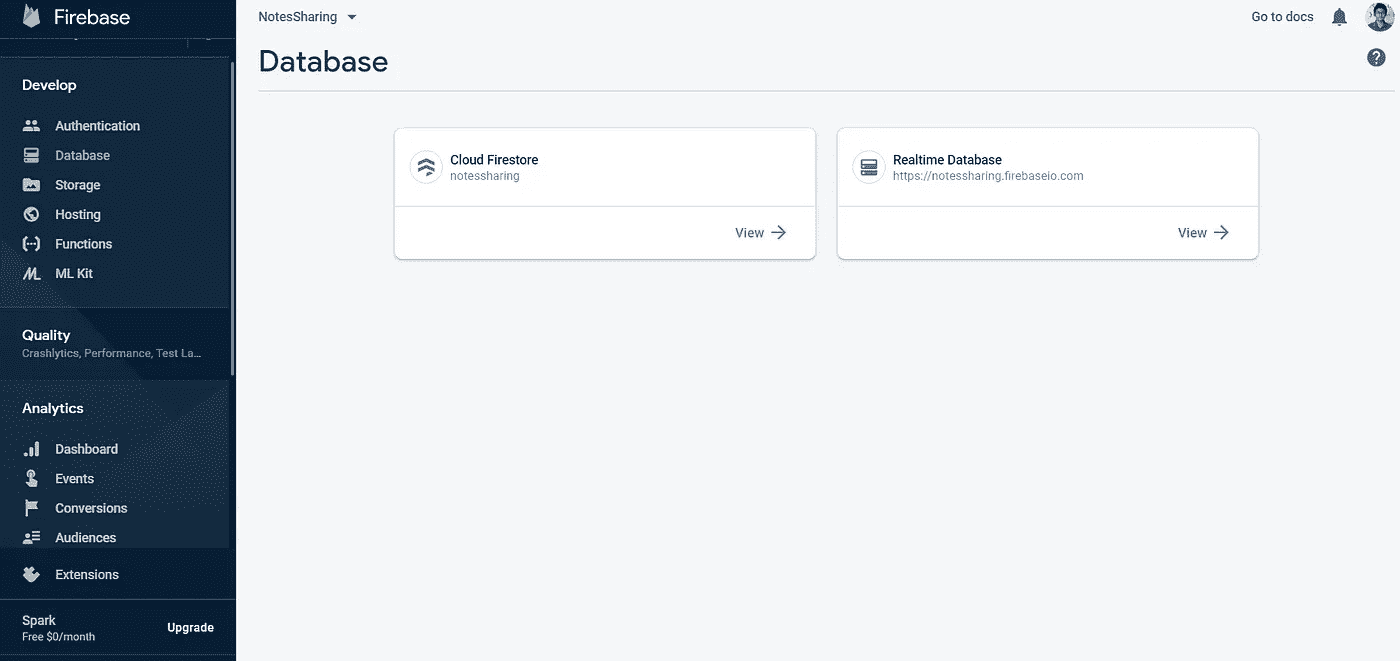 Firebase
Develop
Authentication
Database
Storage
Hosting
Functions
ML Kit
Quality
Crashlytics, Performance, Test La...
Analytics
Dashboard
Events
Conversions
Audiences
Extensions
Spark
Free $0/month
Upgrade
NotesSharing
Go to docs
Database
Cloud Firestore
notessharing
View
Realtime Database
https://notessharing.firebaseio.com
View